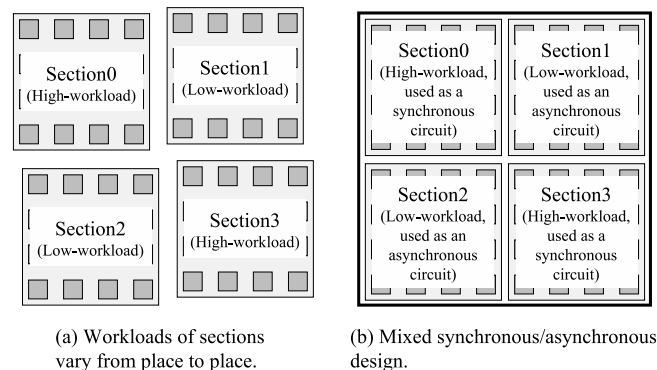 Section0
(High-workload)
Section1
(Low-workload)
Section2
(Low-workload)
Section3
(High-workload)
(a) Workloads of sections
vary from place to place.
Section0
(High-workload,
used as a
synchronous
circuit)
Section1
(Low-workload,
used as an
asynchronous
circuit)
Section2
(Low-workload,
used as an
asynchronous
circuit)
Section3
(High-workload,
used as a
synchronous
circuit)
(b) Mixed synchronous/asynchronous
design.